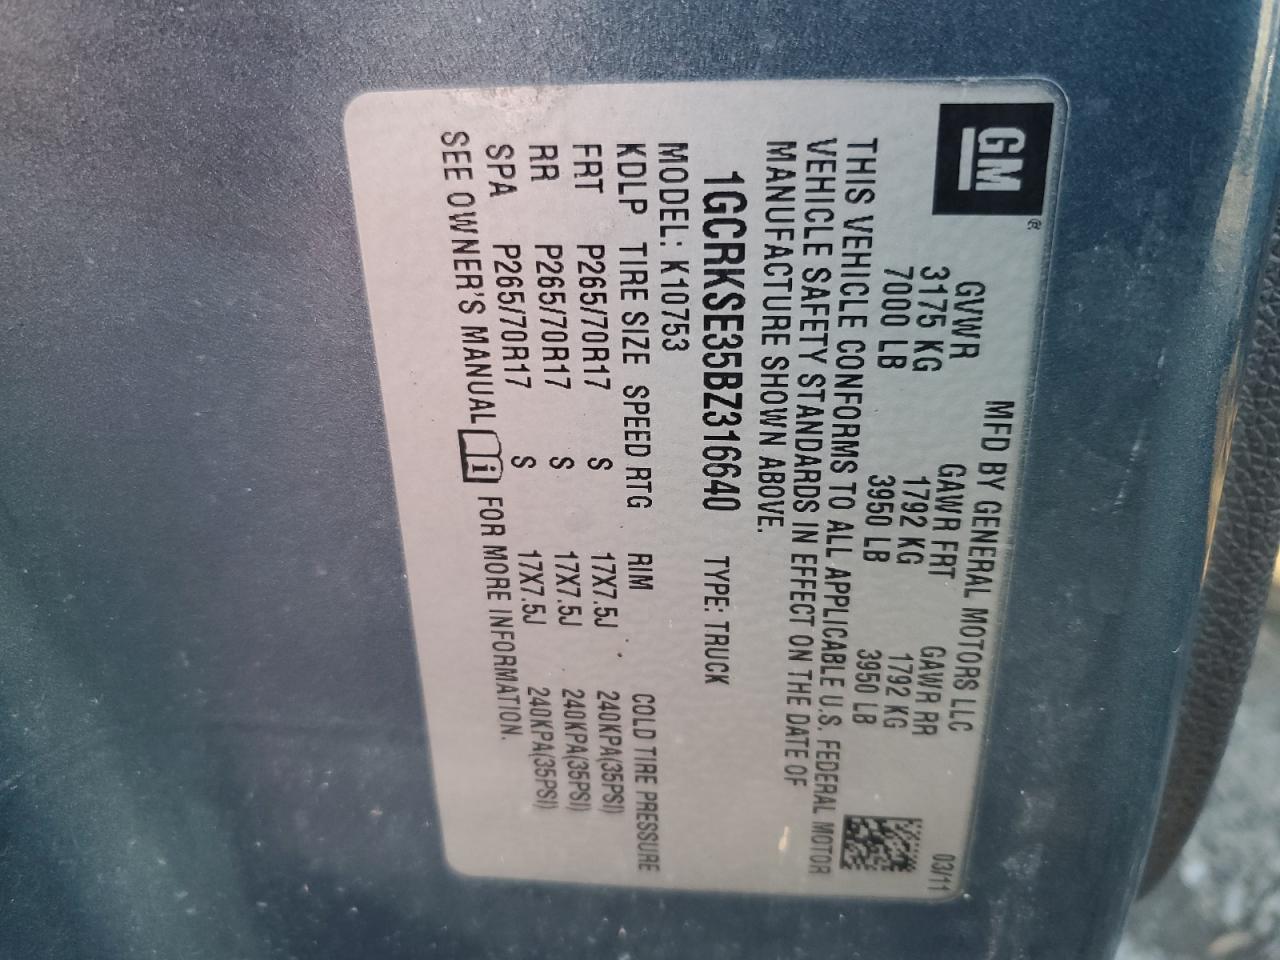 GM®
MFD BY GENERAL MOTORS LLC 03/11
GVWR GAWR FRT GAWR RR
3175 KG 1792 KG 1792 KG
7000 LB 3950 LB 3950 LB
THIS VEHICLE CONFORMS TO ALL APPLICABLE U.S. FEDERAL MOTOR
VEHICLE SAFETY STANDARDS IN EFFECT ON THE DATE OF
MANUFACTURE SHOWN ABOVE.
1GCRKSE35BZ316640 TYPE: TRUCK
MODEL: K10753
KDLP TIRE SIZE SPEED RTG RIM COLD TIRE PRESSURE
FRT P265/70R17 S 17X7.5J 240KPA(35PSI)
RR P265/70R17 S 17X7.5J 240KPA(35PSI)
SPA P265/70R17 S 17X7.5J 240KPA(35PSI)
SEE OWNER'S MANUAL i FOR MORE INFORMATION.